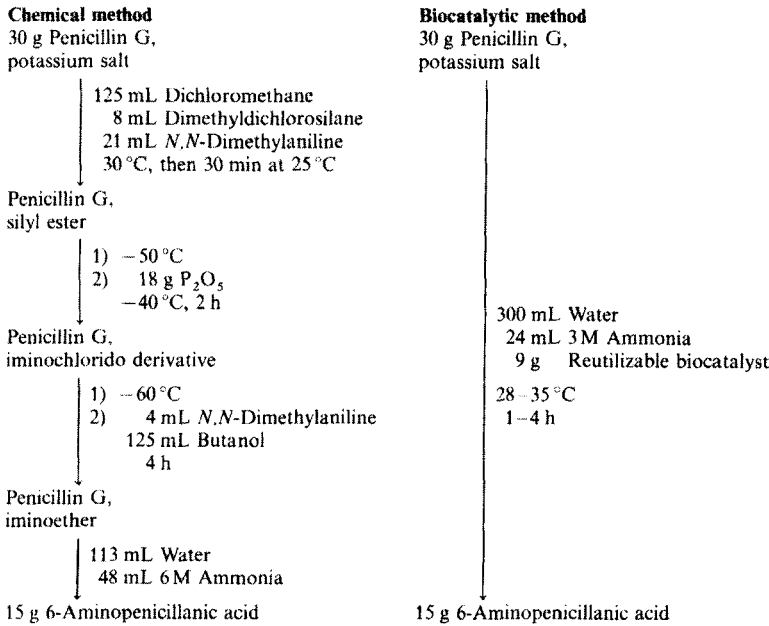 Chemical method
30 g Penicillin G,
potassium salt
125 mL Dichloromethane
8 mL Dimethyldichlorosilane
21 mL N,N-Dimethylaniline
30 °C, then 30 min at 25 °C
Penicillin G,
silyl ester
1) −50 °C
2) 18 g P₂O₅
−40 °C, 2 h
Penicillin G,
iminochlorido derivative
1) −60 °C
2) 4 mL N,N-Dimethylaniline
125 mL Butanol
4 h
Penicillin G,
iminoether
113 mL Water
48 mL 6 M Ammonia
15 g 6-Aminopenicillanic acid
Biocatalytic method
30 g Penicillin G,
potassium salt
300 mL Water
24 mL 3 M Ammonia
9 g Reutilizable biocatalyst
28–35 °C
1–4 h
15 g 6-Aminopenicillanic acid